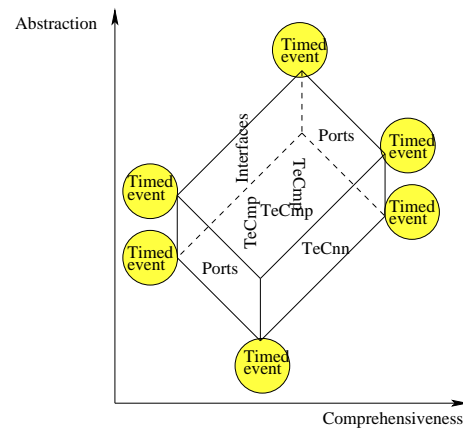 Abstraction
Timed
event
Ports
Timed
event
Interfaces
TeCmp
Timed
event
TeCmp
TeCmp
Timed
event
TeCnn
Timed
event
Ports
Timed
event
Comprehensiveness